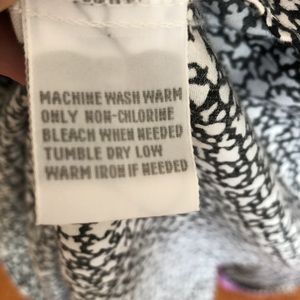 MACHINE WASH WARM
ONLY NON-CHLORINE
BLEACH WHEN NEEDED
TUMBLE DRY LOW
WARM IRON IF NEEDED